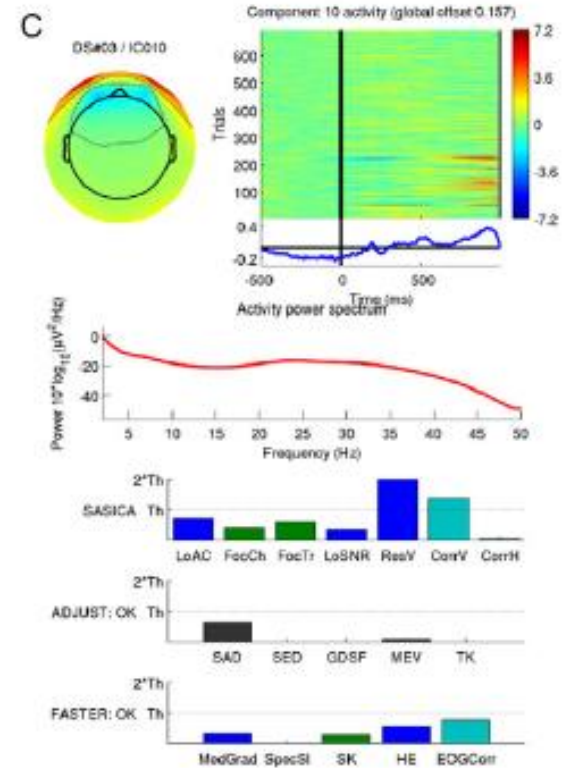 C
Component 10 activity (global offset 0.157)
DS#03 / IC010
Trials
600
500
400
300
200
100
7.2
3.6
0
-3.6
-7.2
0.4
-0.2
-500 0 500
Time (ms)
Activity power spectrum
Power 10*log10(µV²/Hz)
0
-20
-40
5 10 15 20 25 30 35 40 45 50
Frequency (Hz)
2*Th
SASICA Th
LoAC FocCh FocTr LoSNR ResV CorrV CorrH
2*Th
ADJUST: OK Th
SAD SED GDSF MEV TK
2*Th
FASTER: OK Th
MedGrad SpecSl SK HE EOGCorr